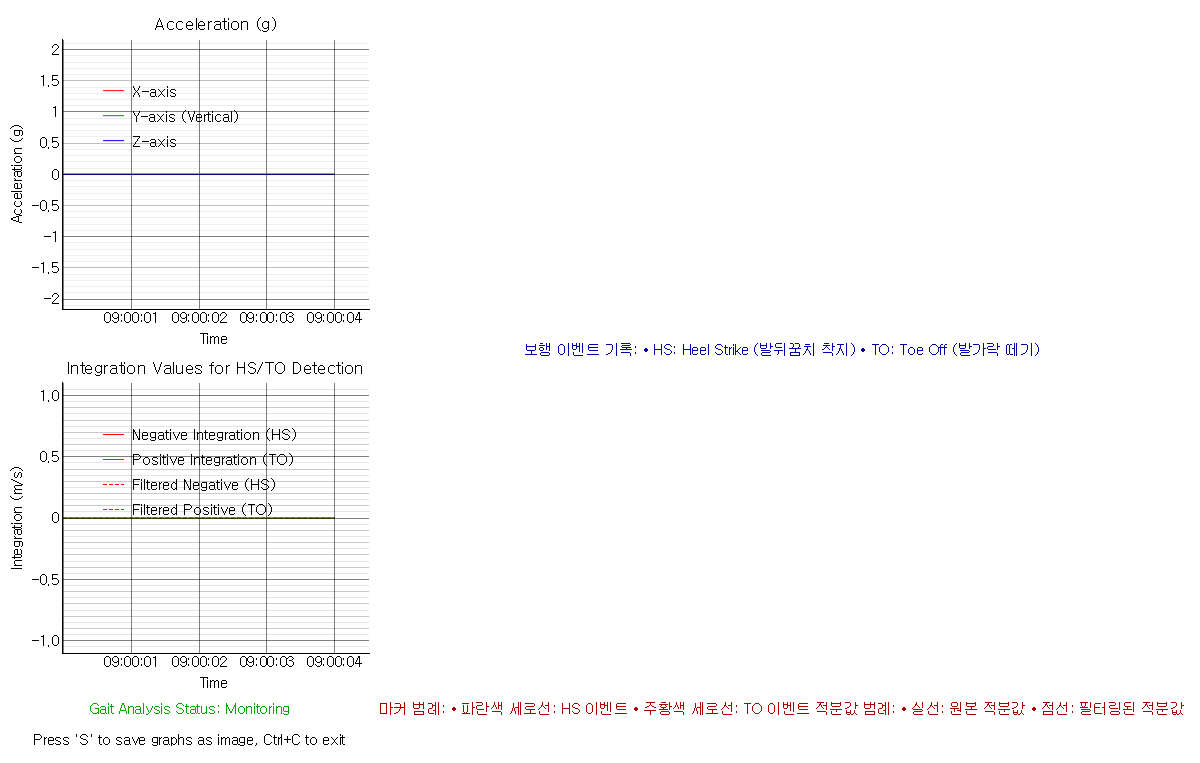 Acceleration (g)
2
1.5
1
0.5
0
-0.5
-1
-1.5
-2
Acceleration (g)
X-axis
Y-axis (Vertical)
Z-axis
09:00:01 09:00:02 09:00:03 09:00:04
Time
보행 이벤트 기록: • HS: Heel Strike (발뒤꿈치 착지) • TO: Toe Off (발가락 떼기)
Integration Values for HS/TO Detection
1.0
0.5
0
-0.5
-1.0
Integration (m/s)
Negative Integration (HS)
Positive Integration (TO)
Filtered Negative (HS)
Filtered Positive (TO)
09:00:01 09:00:02 09:00:03 09:00:04
Time
Gait Analysis Status: Monitoring
마커 범례: • 파란색 세로선: HS 이벤트 • 주황색 세로선: TO 이벤트 적분값 범례: • 실선: 원본 적분값 • 점선: 필터링된 적분값
Press 'S' to save graphs as image, Ctrl+C to exit